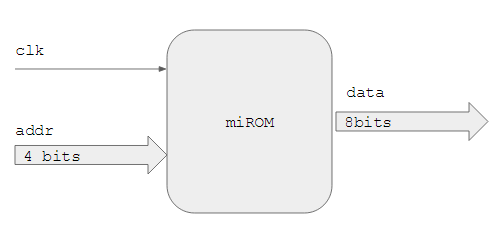 clk
addr
4 bits
miROM
data
8bits